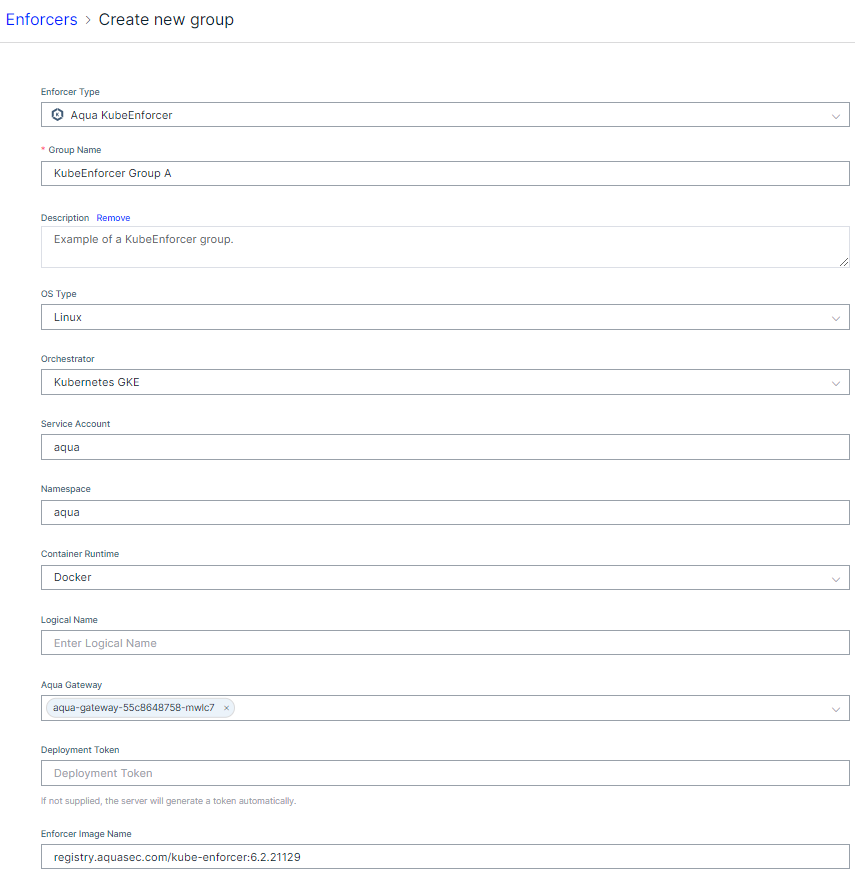 Enforcers > Create new group
Enforcer Type
Aqua KubeEnforcer
* Group Name
KubeEnforcer Group A
Description Remove
Example of a KubeEnforcer group.
OS Type
Linux
Orchestrator
Kubernetes GKE
Service Account
aqua
Namespace
aqua
Container Runtime
Docker
Logical Name
Enter Logical Name
Aqua Gateway
aqua-gateway-55c8648758-mwlc7 ×
Deployment Token
Deployment Token
If not supplied, the server will generate a token automatically.
Enforcer Image Name
registry.aquasec.com/kube-enforcer:6.2.21129